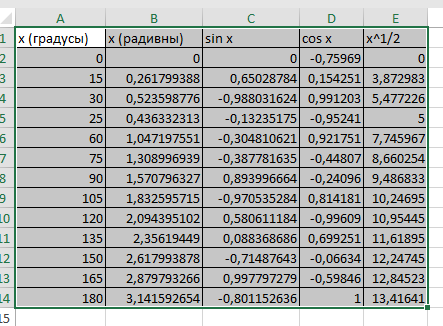 A B C D E
1 x (градусы) x (радивны) sin x cos x x^1/2
2 0 0 0 -0,75969 0
3 15 0,261799388 0,65028784 0,154251 3,872983
4 30 0,523598776 -0,988031624 0,991203 5,477226
5 25 0,436332313 -0,13235175 -0,95241 5
6 60 1,047197551 -0,304810621 0,921751 7,745967
7 75 1,308996939 -0,387781635 -0,44807 8,660254
8 90 1,570796327 0,893996664 -0,24096 9,486833
9 105 1,832595715 -0,970535284 0,814181 10,24695
10 120 2,094395102 0,580611184 -0,99609 10,95445
11 135 2,35619449 0,088368686 0,699251 11,61895
12 150 2,617993878 -0,71487643 -0,06634 12,24745
13 165 2,879793266 0,997797279 -0,59846 12,84523
14 180 3,141592654 -0,801152636 1 13,41641
15